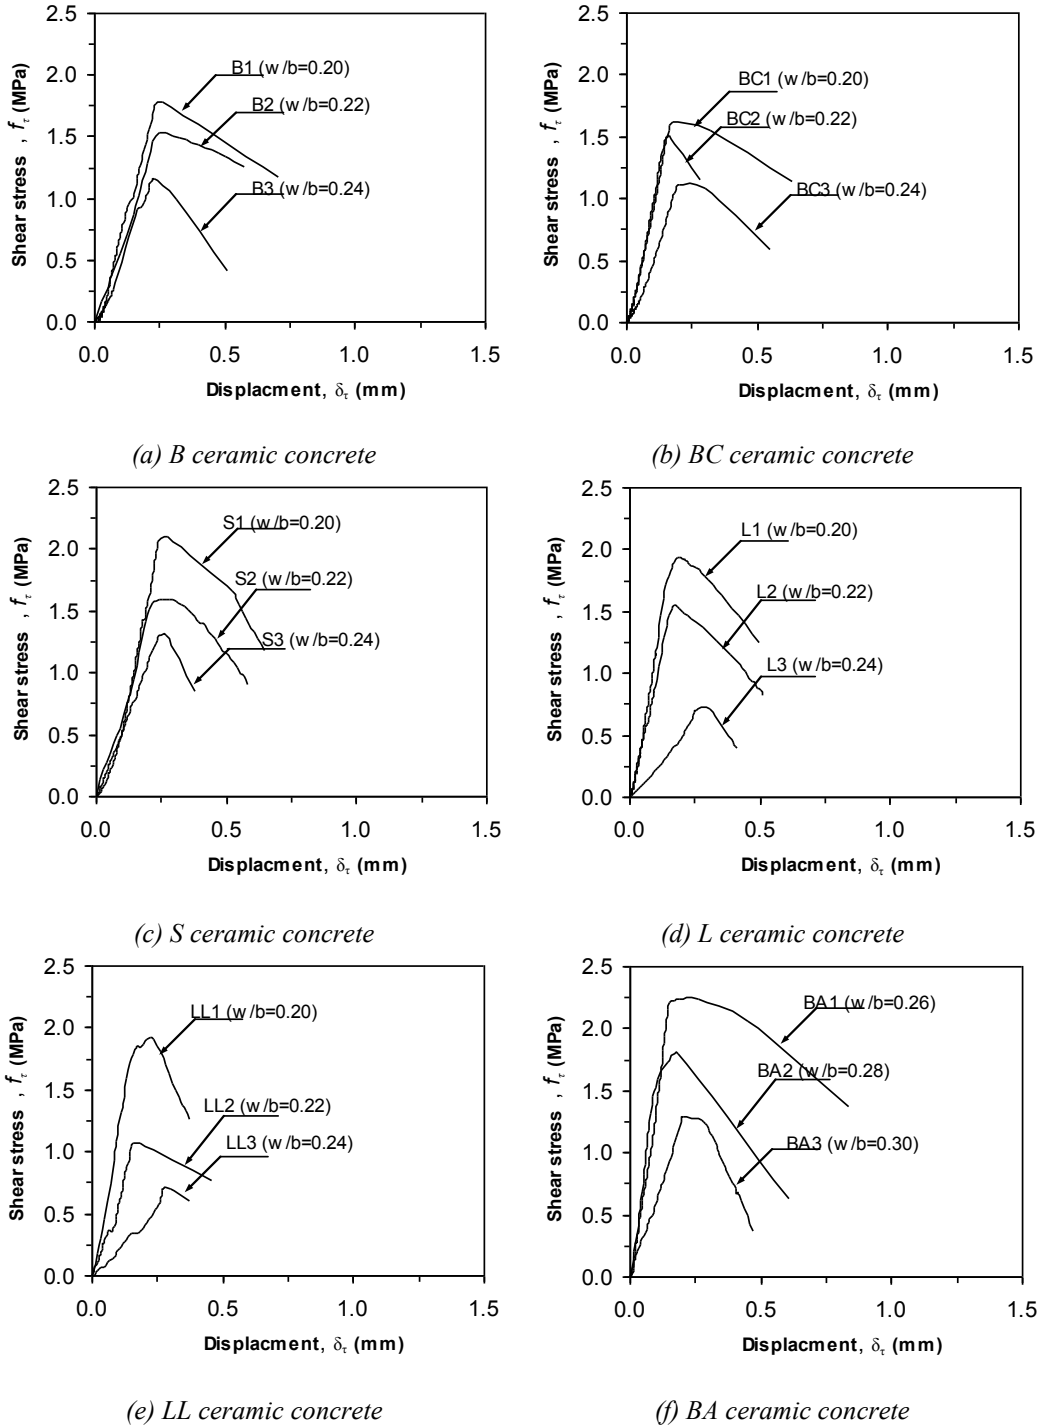 2.5
2.0
1.5
1.0
0.5
0.0
Shear stress , fτ (MPa)
B1 (w/b=0.20)
B2 (w/b=0.22)
B3 (w/b=0.24)
0.0 0.5 1.0 1.5
Displacment, δτ (mm)
(a) B ceramic concrete
2.5
2.0
1.5
1.0
0.5
0.0
Shear stress , fτ (MPa)
BC1 (w/b=0.20)
BC2 (w/b=0.22)
BC3 (w/b=0.24)
0.0 0.5 1.0 1.5
Displacment, δτ (mm)
(b) BC ceramic concrete
2.5
2.0
1.5
1.0
0.5
0.0
Shear stress , fτ (MPa)
S1 (w/b=0.20)
S2 (w/b=0.22)
S3 (w/b=0.24)
0.0 0.5 1.0 1.5
Displacment, δτ (mm)
(c) S ceramic concrete
2.5
2.0
1.5
1.0
0.5
0.0
Shear stress , fτ (MPa)
L1 (w/b=0.20)
L2 (w/b=0.22)
L3 (w/b=0.24)
0.0 0.5 1.0 1.5
Displacment, δτ (mm)
(d) L ceramic concrete
2.5
2.0
1.5
1.0
0.5
0.0
Shear stress , fτ (MPa)
LL1 (w/b=0.20)
LL2 (w/b=0.22)
LL3 (w/b=0.24)
0.0 0.5 1.0 1.5
Displacment, δτ (mm)
(e) LL ceramic concrete
2.5
2.0
1.5
1.0
0.5
0.0
Shear stress , fτ (MPa)
BA1 (w/b=0.26)
BA2 (w/b=0.28)
BA3 (w/b=0.30)
0.0 0.5 1.0 1.5
Displacment, δτ (mm)
(f) BA ceramic concrete